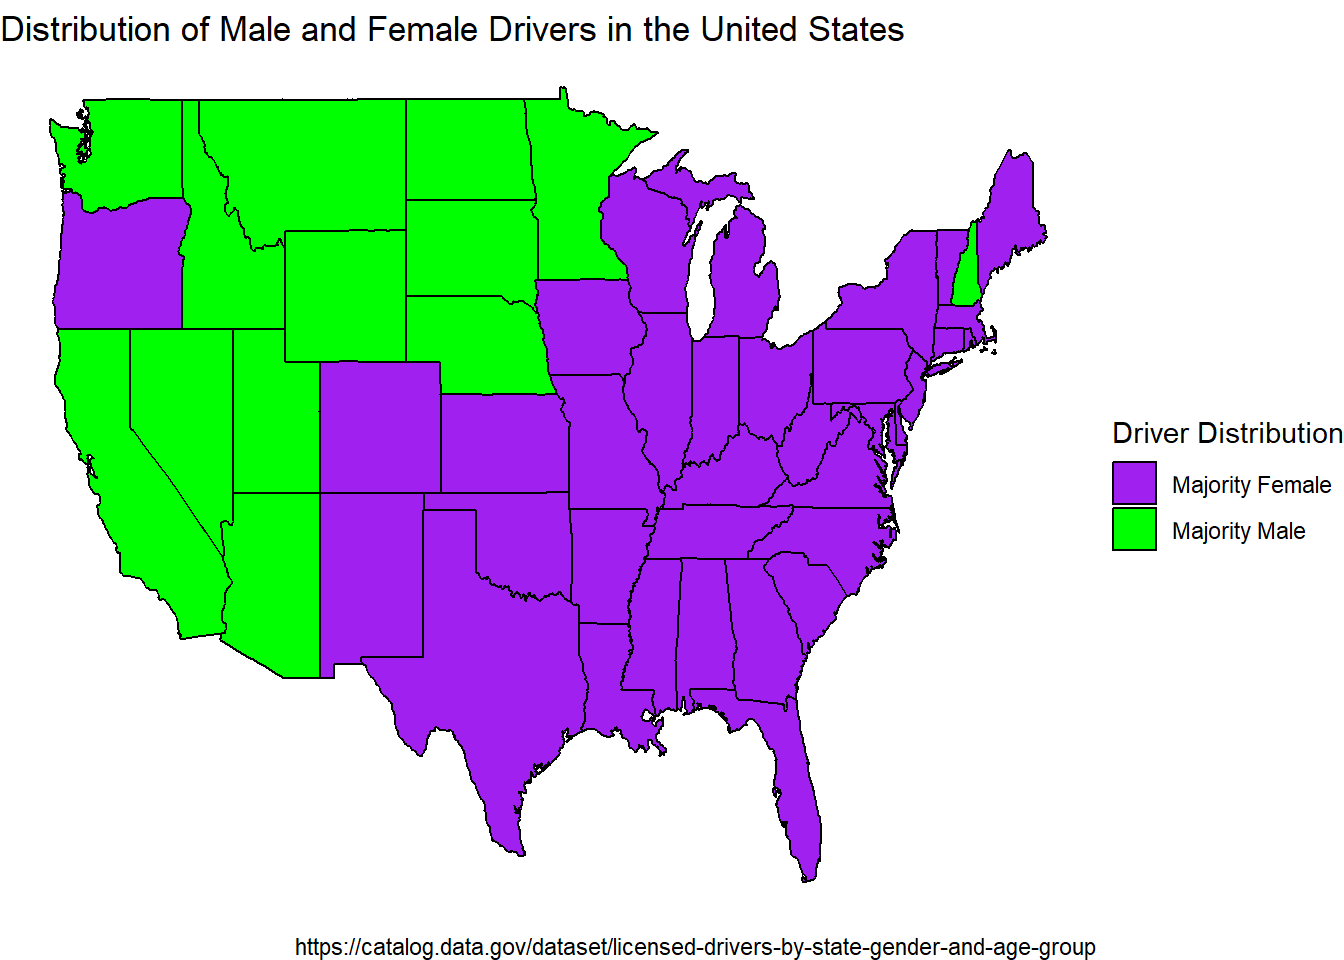 Distribution of Male and Female Drivers in the United States
Driver Distribution
Majority Female
Majority Male
https://catalog.data.gov/dataset/licensed-drivers-by-state-gender-and-age-group